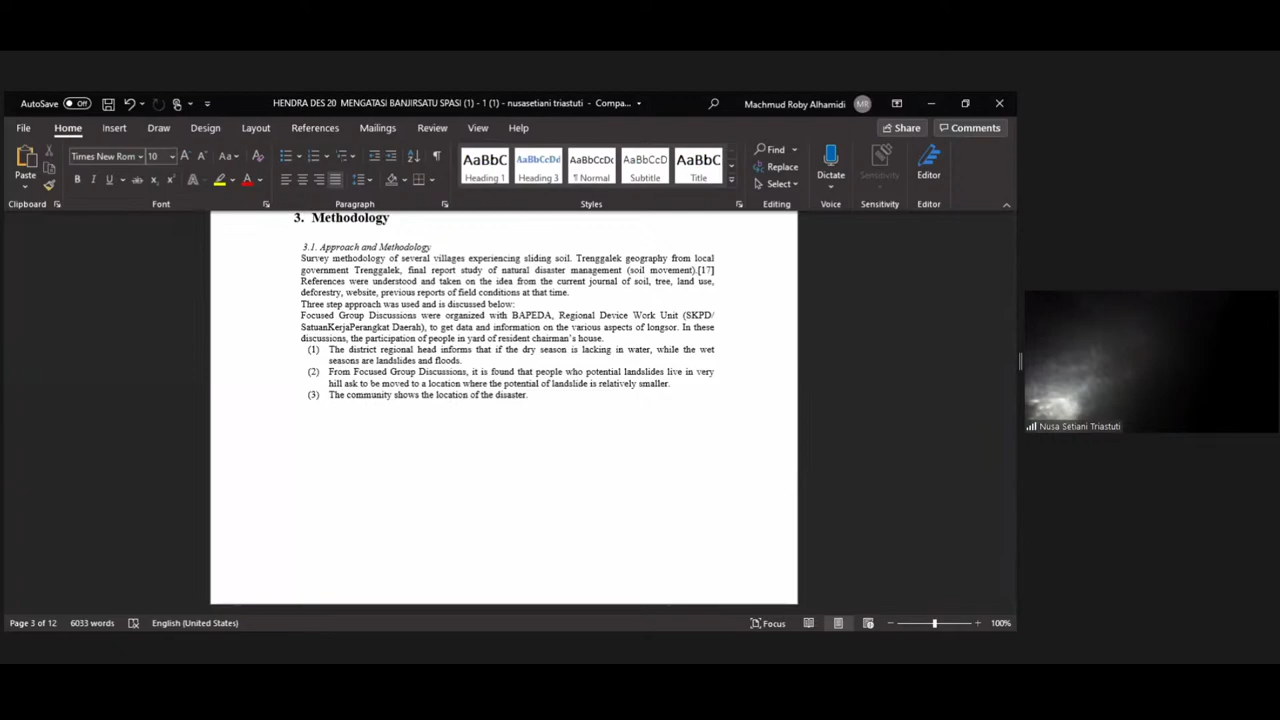 AutoSave Off HENDRA DES 20 MENGATASI BANJIRSATU SPASI (1) - 1 (1) - nusasetiani triastuti - Compa... Machmud Roby Alhamidi MR
File Home Insert Draw Design Layout References Mailings Review View Help Share Comments
Paste Times New Rom 10 Aa AaBbC AaBbCcDd AaBbCcDd AaBbCcDd AaBbC Find Replace Select Dictate Sensitivity Editor
Heading 1 Heading 3 ¶ Normal Subtitle Title
Clipboard Font Paragraph Styles Editing Voice Sensitivity Editor
3. Methodology
3.1. Approach and Methodology
Survey methodology of several villages experiencing sliding soil. Trenggalek geography from local
government Trenggalek, final report study of natural disaster management (soil movement).[17]
References were understood and taken on the idea from the current journal of soil, tree, land use,
deforestry, website, previous reports of field conditions at that time.
Three step approach was used and is discussed below:
Focused Group Discussions were organized with BAPEDA, Regional Device Work Unit (SKPD/
SatuanKerjaPerangkat Daerah), to get data and information on the various aspects of longsor. In these
discussions, the participation of people in yard of resident chairman's house.
(1) The district regional head informs that if the dry season is lacking in water, while the wet
seasons are landslides and floods.
(2) From Focused Group Discussions, it is found that people who potential landslides live in very
hill ask to be moved to a location where the potential of landslide is relatively smaller.
(3) The community shows the location of the disaster.
Nusa Setiani Triastuti
Page 3 of 12 6033 words English (United States) Focus 100%